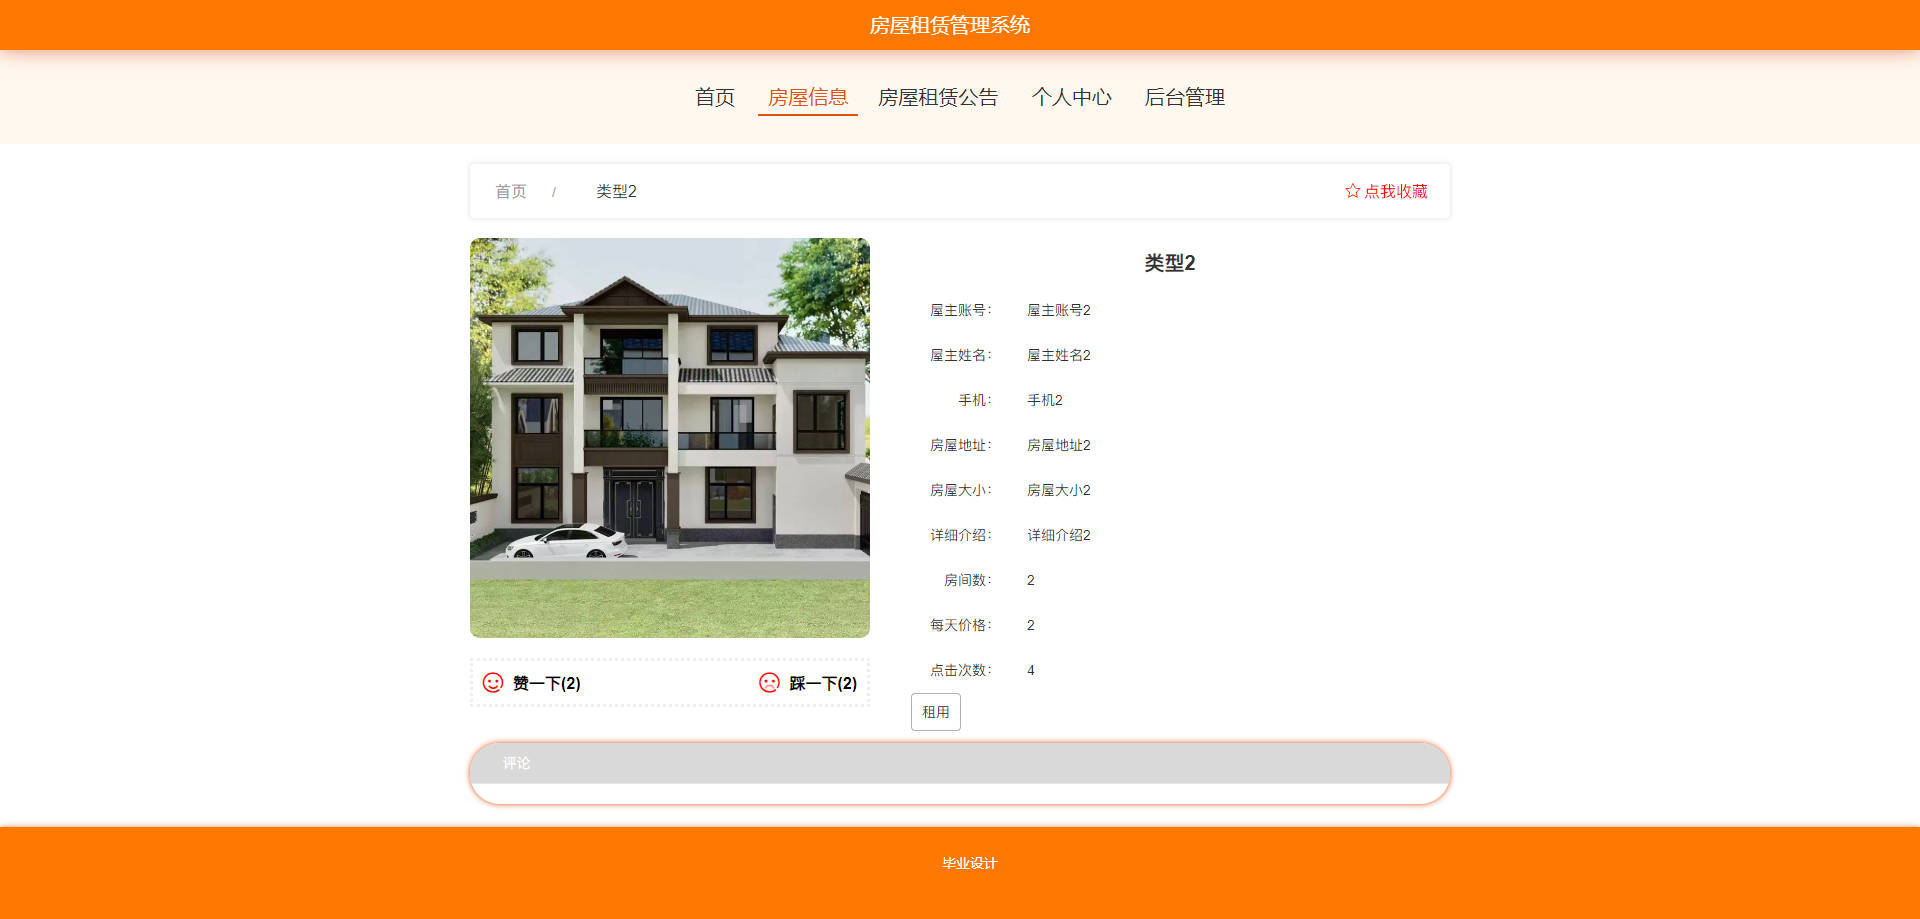 房屋租赁管理系统
首页 房屋信息 房屋租赁公告 个人中心 后台管理
首页 / 类型2 点我收藏
类型2
屋主账号： 屋主账号2
屋主姓名： 屋主姓名2
手机： 手机2
房屋地址： 房屋地址2
房屋大小： 房屋大小2
详细介绍： 详细介绍2
房间数： 2
每天价格： 2
点击次数： 4
赞一下(2) 踩一下(2)
租用
评论
毕业设计